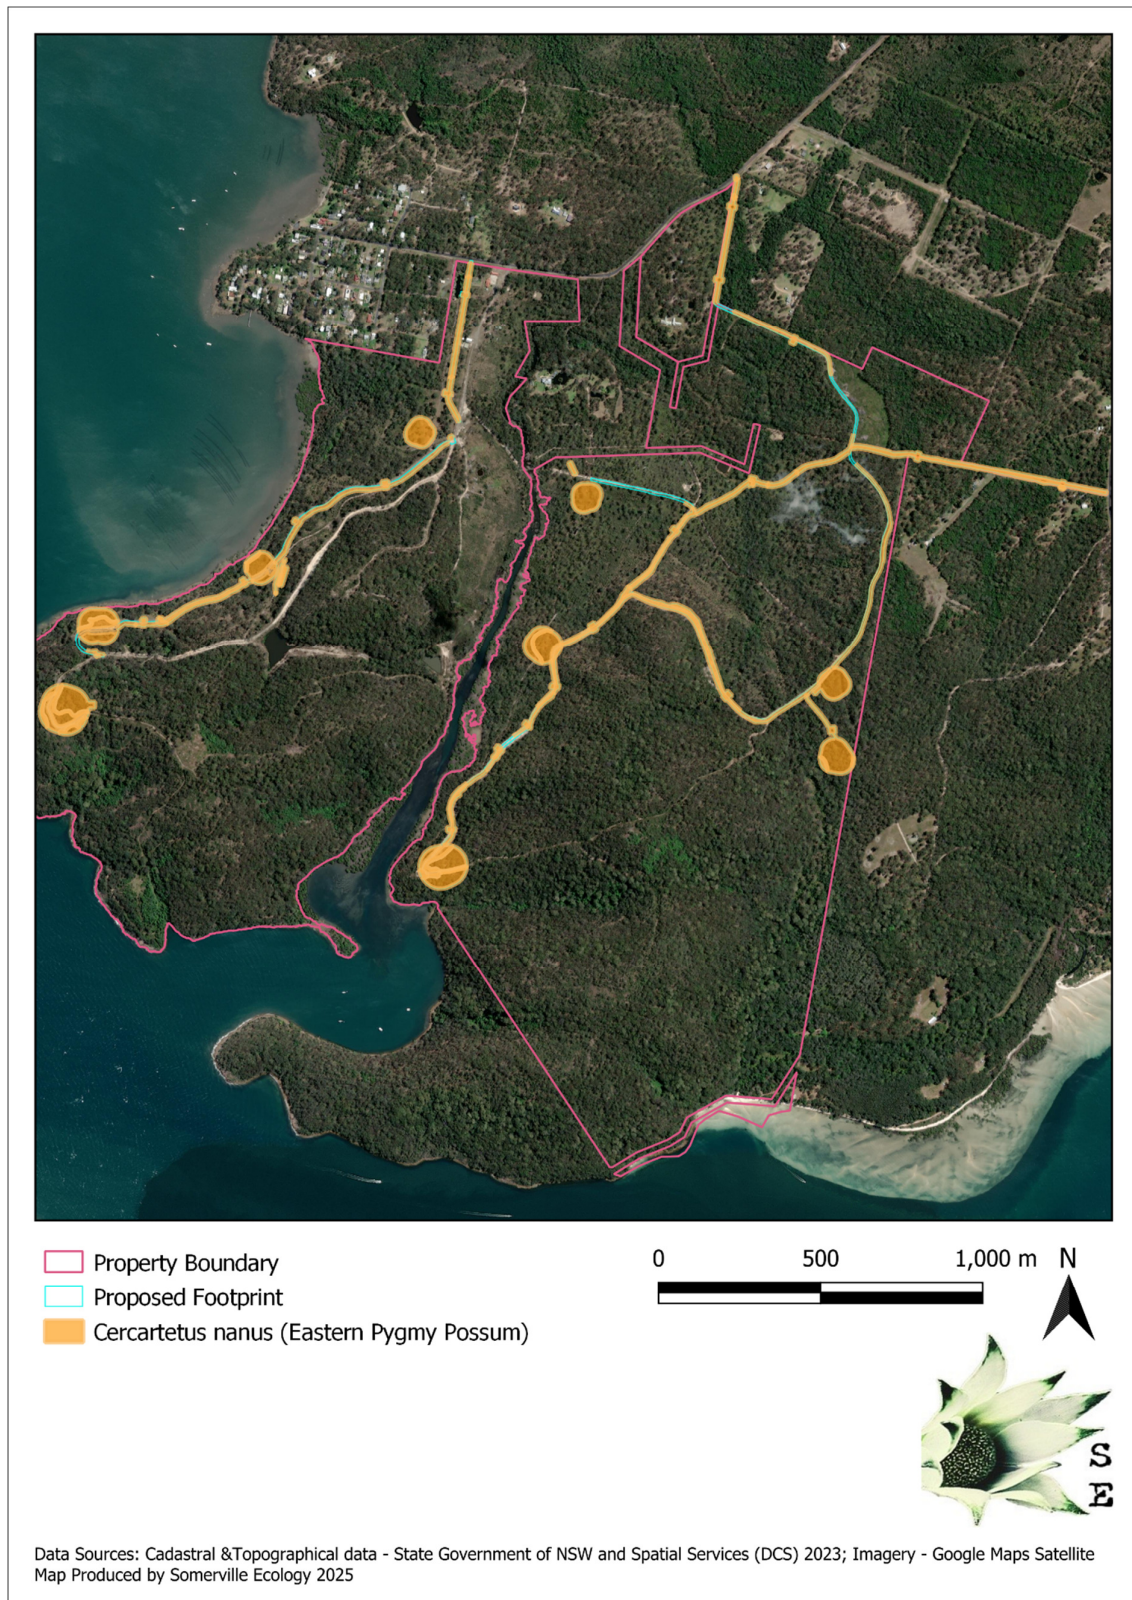 Property Boundary
Proposed Footprint
Cercartetus nanus (Eastern Pygmy Possum)
0 500 1,000 m N
S
E
Data Sources: Cadastral &Topographical data - State Government of NSW and Spatial Services (DCS) 2023; Imagery - Google Maps Satellite
Map Produced by Somerville Ecology 2025